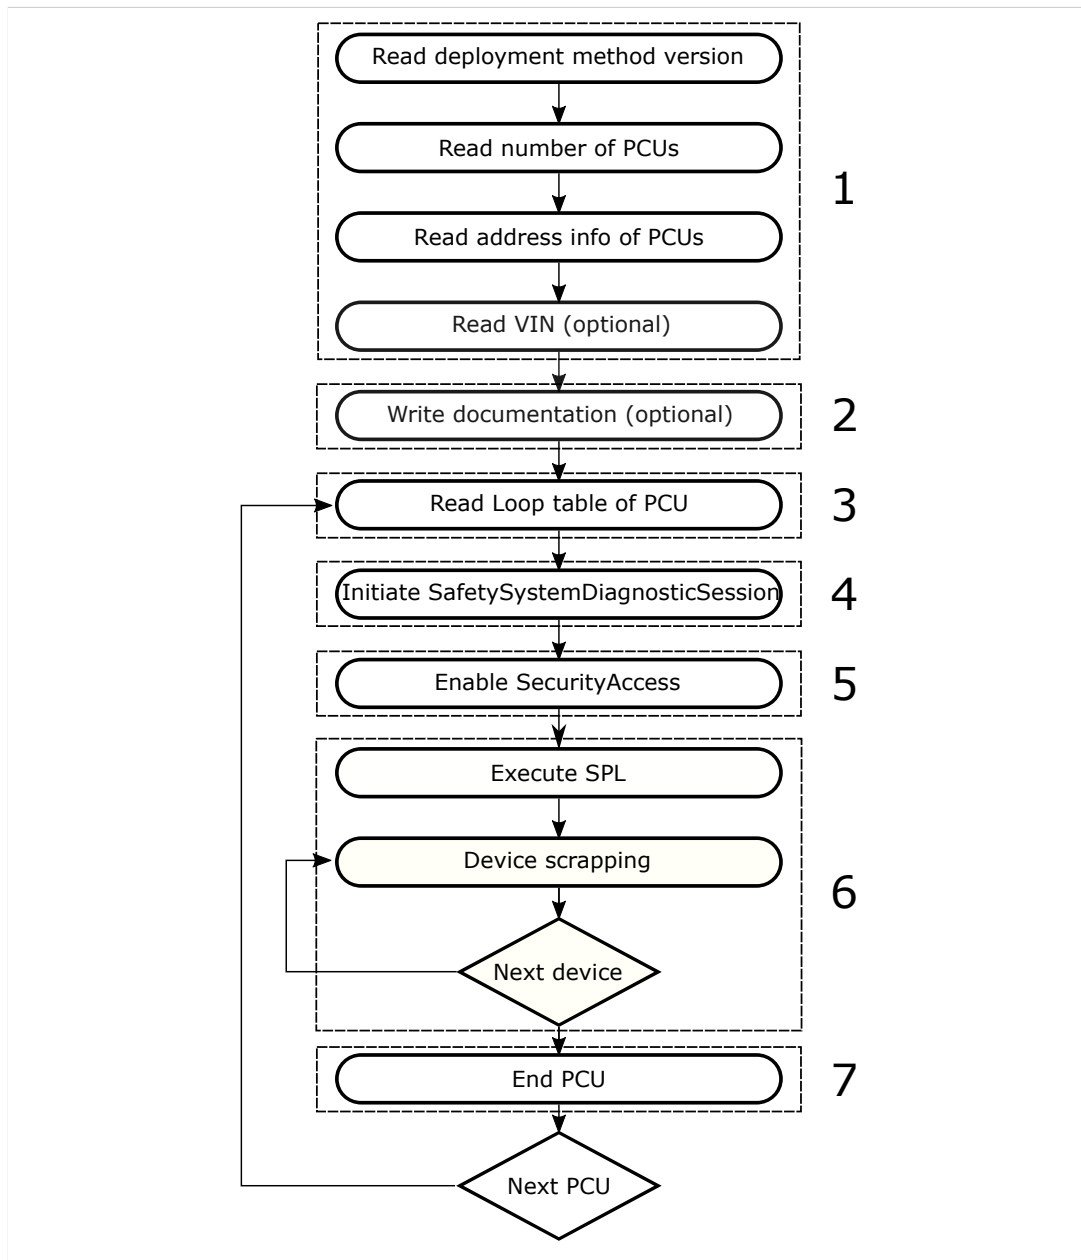 Read deployment method version
Read number of PCUs
1
Read address info of PCUs
Read VIN (optional)
Write documentation (optional)
2
Read Loop table of PCU
3
Initiate SafetySystemDiagnosticSession
4
Enable SecurityAccess
5
Execute SPL
Device scrapping
6
Next device
End PCU
7
Next PCU